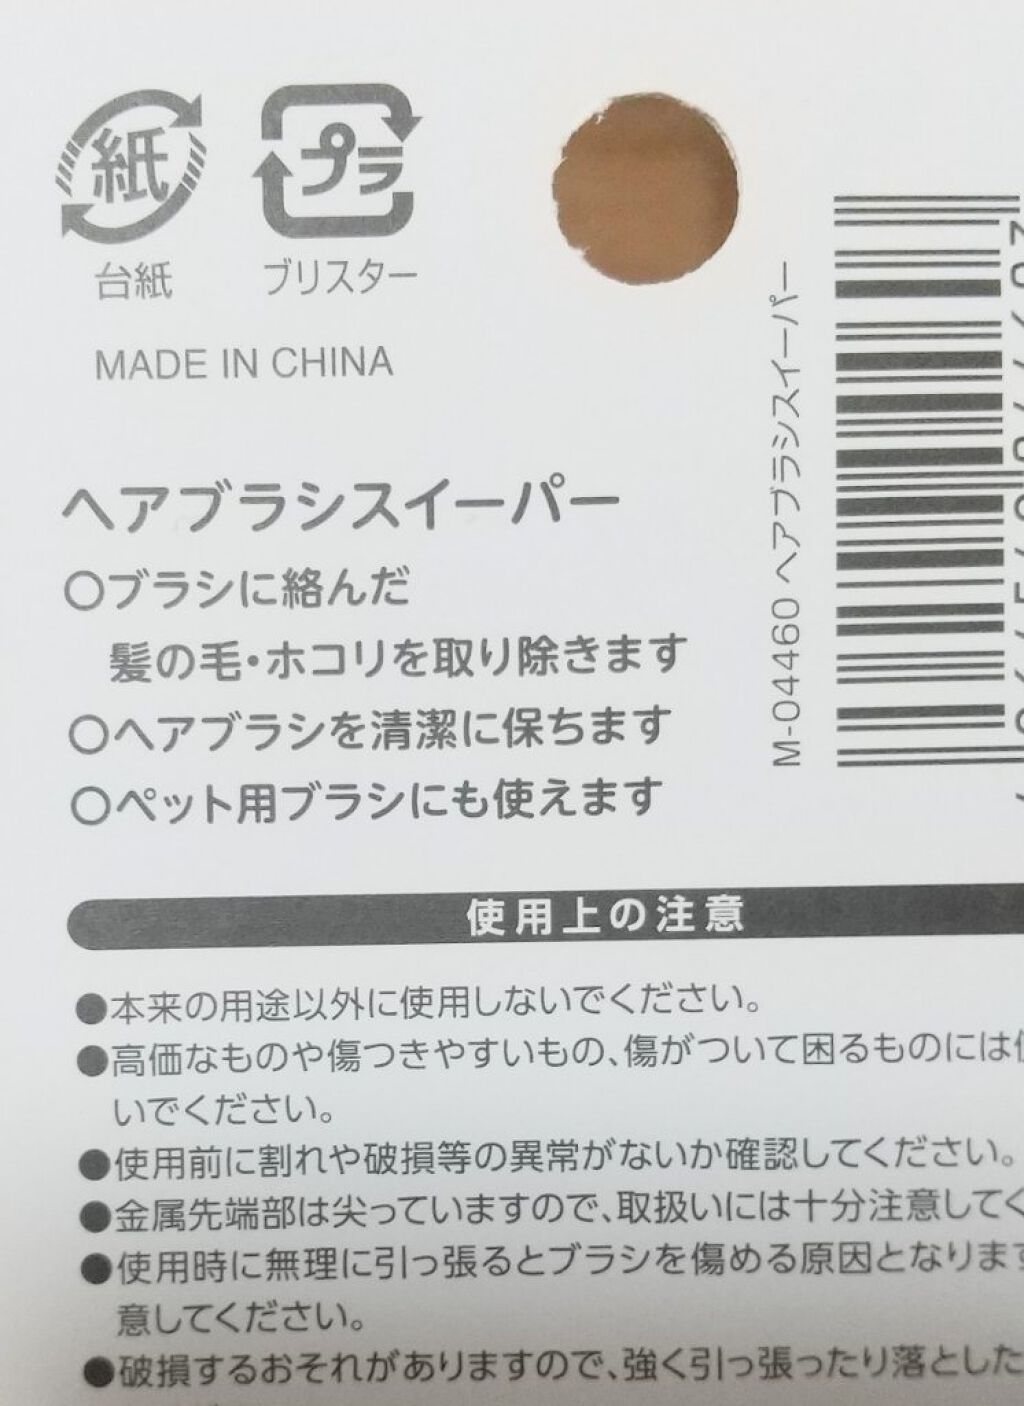 紙 プラ
台紙 ブリスター
MADE IN CHINA
ヘアブラシスイーパー
○ブラシに絡んだ
髪の毛・ホコリを取り除きます
○ヘアブラシを清潔に保ちます
○ペット用ブラシにも使えます
M-04460 ヘアブラシスイーパー
使用上の注意
●本来の用途以外に使用しないでください。
●高価なものや傷つきやすいもの、傷がついて困るものには
いでください。
●使用前に割れや破損等の異常がないか確認してください。
●金属先端部は尖っていますので、取扱いには十分注意してく
●使用時に無理に引っ張るとブラシを傷める原因となります
意してください。
●破損するおそれがありますので、強く引っ張ったり落とした